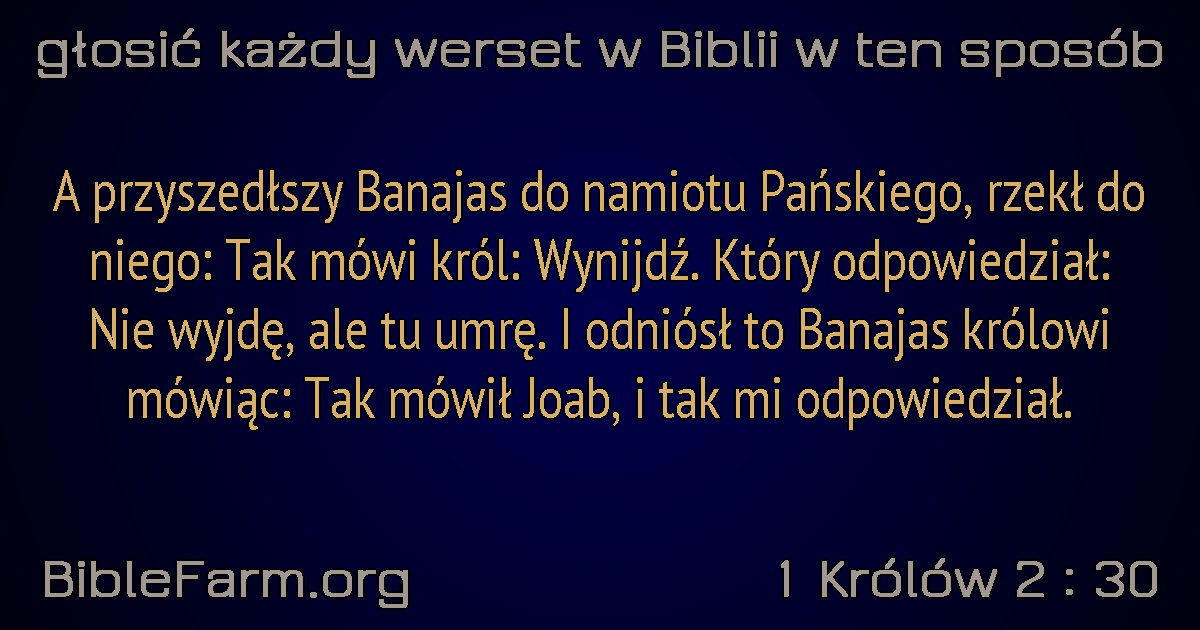 głosić każdy werset w Biblii w ten sposób
A przyszedłszy Banajas do namiotu Pańskiego, rzekł do
niego: Tak mówi król: Wynijdź. Który odpowiedział:
Nie wyjdę, ale tu umrę. I odniósł to Banajas królowi
mówiąc: Tak mówił Joab, i tak mi odpowiedział.
BibleFarm.org
1 Królów 2 : 30